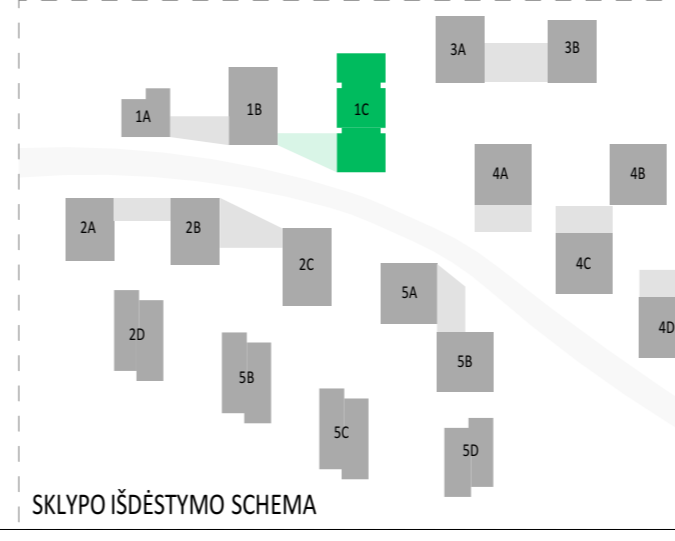 3A
3B
1A
1B
1C
4A
4B
2A
2B
2C
4C
5A
4D
2D
5B
5B
5C
5D
SKLYPO IŠDĖSTYMO SCHEMA